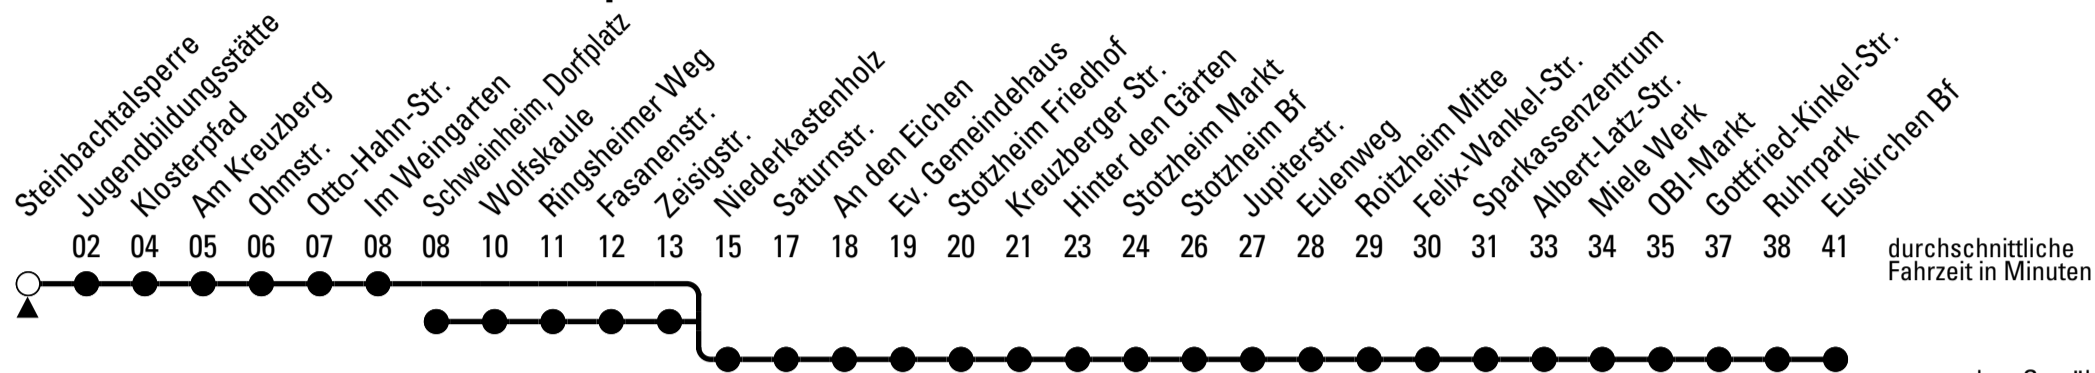 Steinbachtalsperre
Jugendbildungsstätte
Klosterpfad
Am Kreuzberg
Ohmstr.
Otto-Hahn-Str.
Im Weingarten
Schweinheim, Dorfplatz
Wolfskaule
Ringsheimer Weg
Fasanenstr.
Zeisigstr.
Niederkastenholz
Saturnstr.
An den Eichen
Ev. Gemeindehaus
Stotzheim Friedhof
Kreuzberger Str.
Hinter den Gärten
Stotzheim Markt
Stotzheim Bf
Jupiterstr.
Eulenweg
Roitzheim Mitte
Felix-Wankel-Str.
Sparkassenzentrum
Albert-Latz-Str.
Miele Werk
OBI-Markt
Gottfried-Kinkel-Str.
Ruhrpark
Euskirchen Bf
02 04 05 06 07 08 08 10 11 12 13 15 17 18 19 20 21 23 24 26 27 28 29 30 31 33 34 35 37 38 41
durchschnittliche
Fahrzeit in Minuten